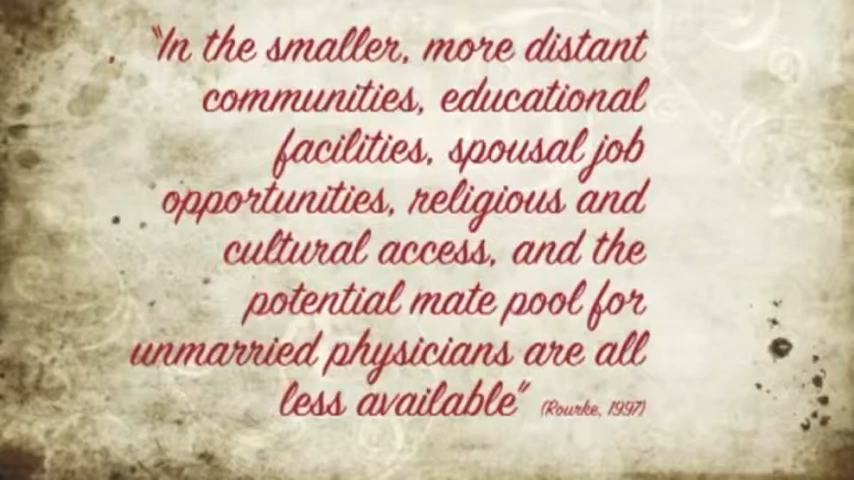 "In the smaller, more distant
communities, educational
facilities, spousal job
opportunities, religious and
cultural access, and the
potential mate pool for
unmarried physicians are all
less available" (Rourke, 1997)